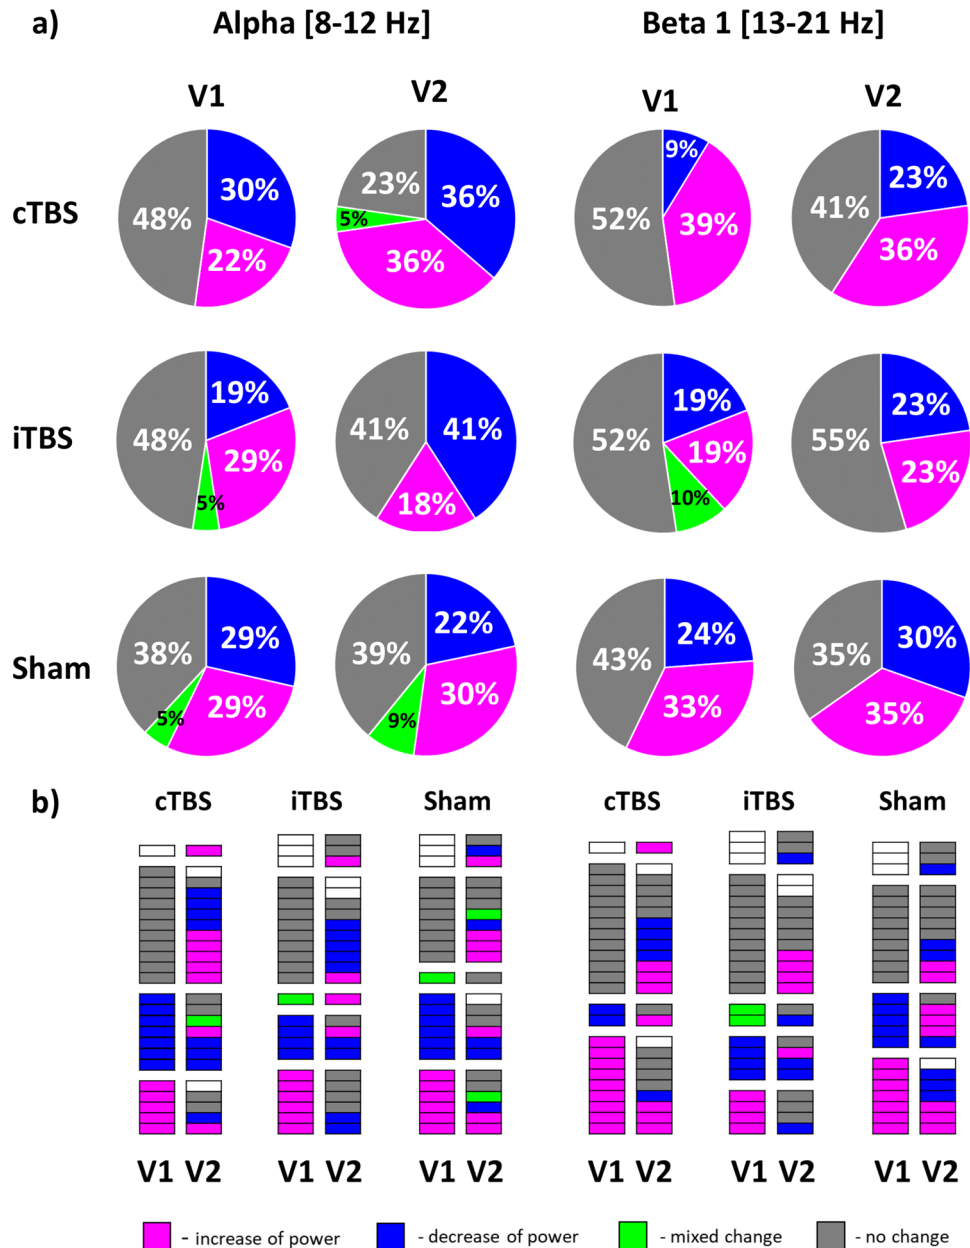 a) Alpha [8-12 Hz] Beta 1 [13-21 Hz]
V1 V2 V1 V2
cTBS
48% 30% 22%
23% 36% 5% 36%
52% 9% 39%
41% 23% 36%
iTBS
48% 19% 29% 5%
41% 41% 18%
52% 19% 19% 10%
55% 23% 23%
Sham
38% 29% 5% 29%
39% 22% 9% 30%
43% 24% 33%
35% 30% 35%
b)
cTBS iTBS Sham cTBS iTBS Sham
V1 V2 V1 V2 V1 V2 V1 V2 V1 V2 V1 V2
- increase of power - decrease of power - mixed change - no change